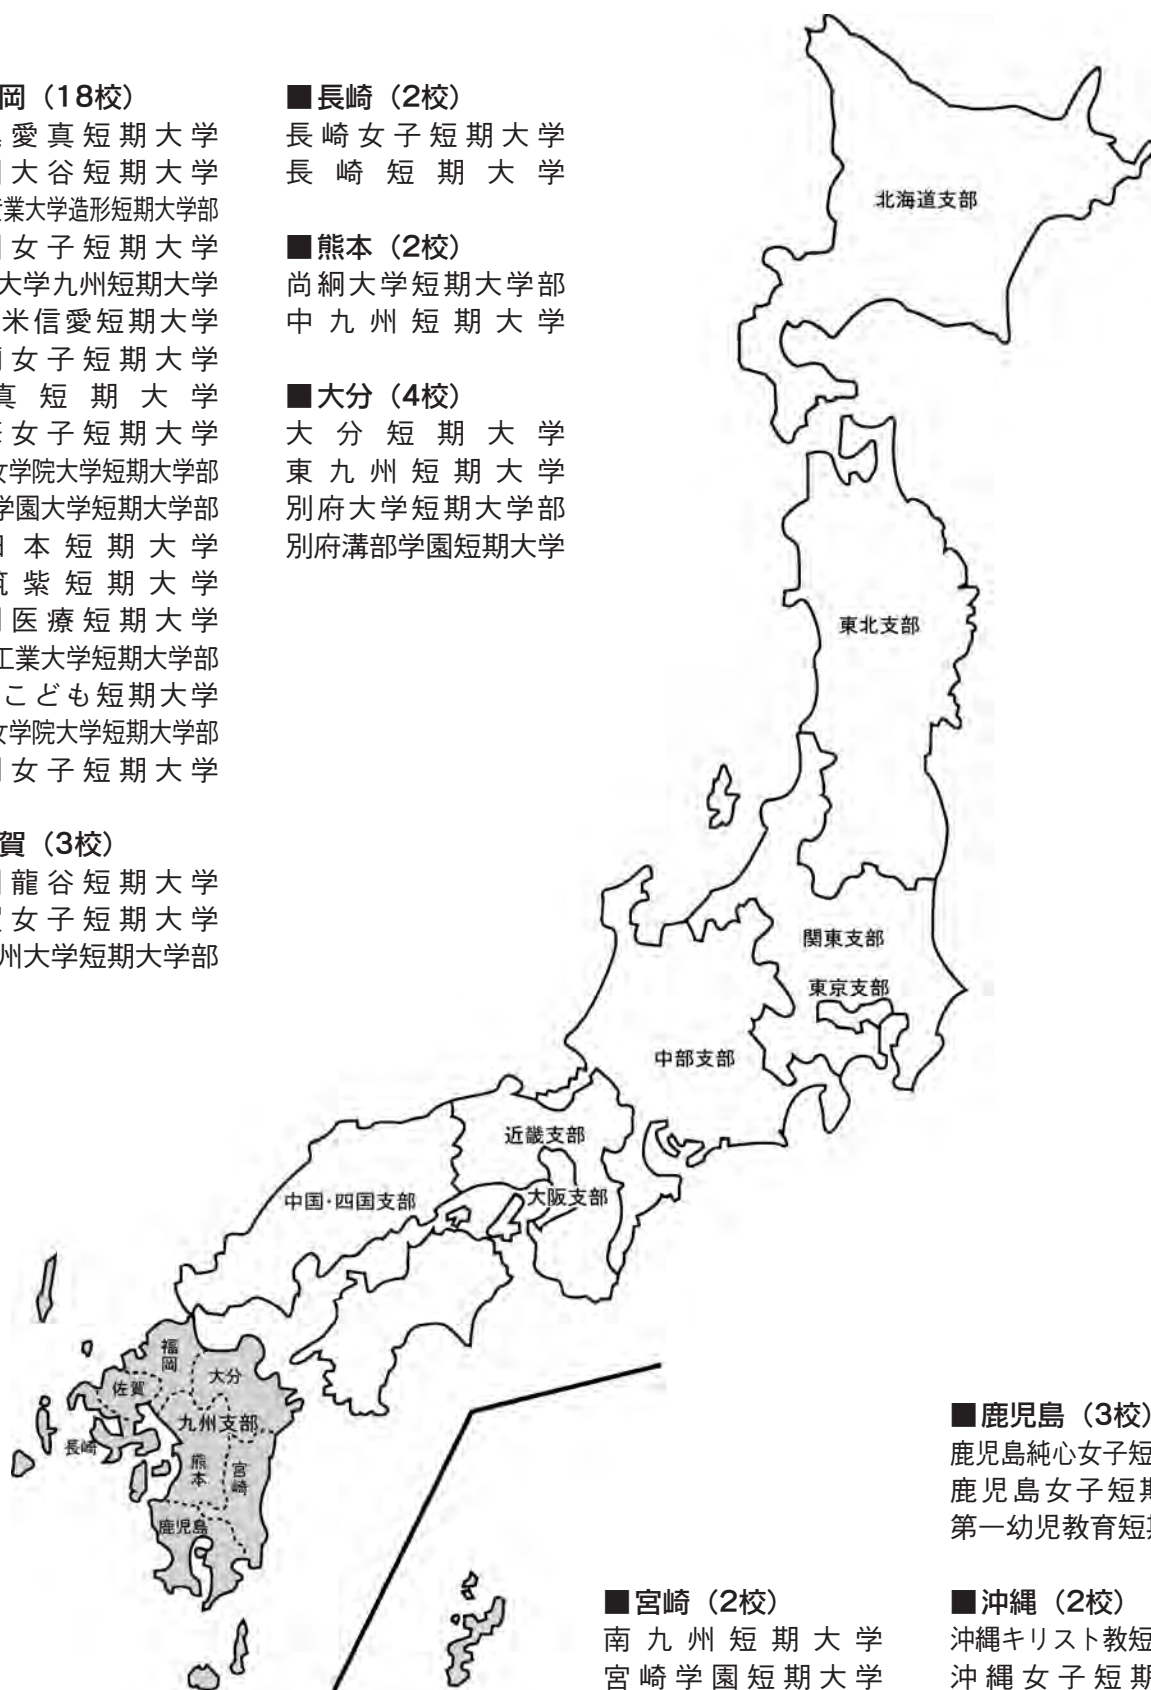 岡（18校）
愛真短期大学
大谷短期大学
業大学造形短期大学部
女子短期大学
大学九州短期大学
米信愛短期大学
女子短期大学
真短期大学
女子短期大学
学院大学短期大学部
学園大学短期大学部
日本短期大学
筑紫短期大学
医療短期大学
工業大学短期大学部
こども短期大学
学院大学短期大学部
女子短期大学
賀（3校）
龍谷短期大学
女子短期大学
州大学短期大学部
■長崎（2校）
長崎女子短期大学
長崎短期大学
■熊本（2校）
尚絅大学短期大学部
中九州短期大学
■大分（4校）
大分短期大学
東九州短期大学
別府大学短期大学部
別府溝部学園短期大学
北海道支部
東北支部
関東支部
東京支部
中部支部
近畿支部
大阪支部
中国・四国支部
福岡
佐賀
大分
九州支部
長崎
熊本
宮崎
鹿児島
■宮崎（2校）
南九州短期大学
宮崎学園短期大学
■鹿児島（3校）
鹿児島純心女子短
鹿児島女子短期
第一幼児教育短期
■沖縄（2校）
沖縄キリスト教短
沖縄女子短期